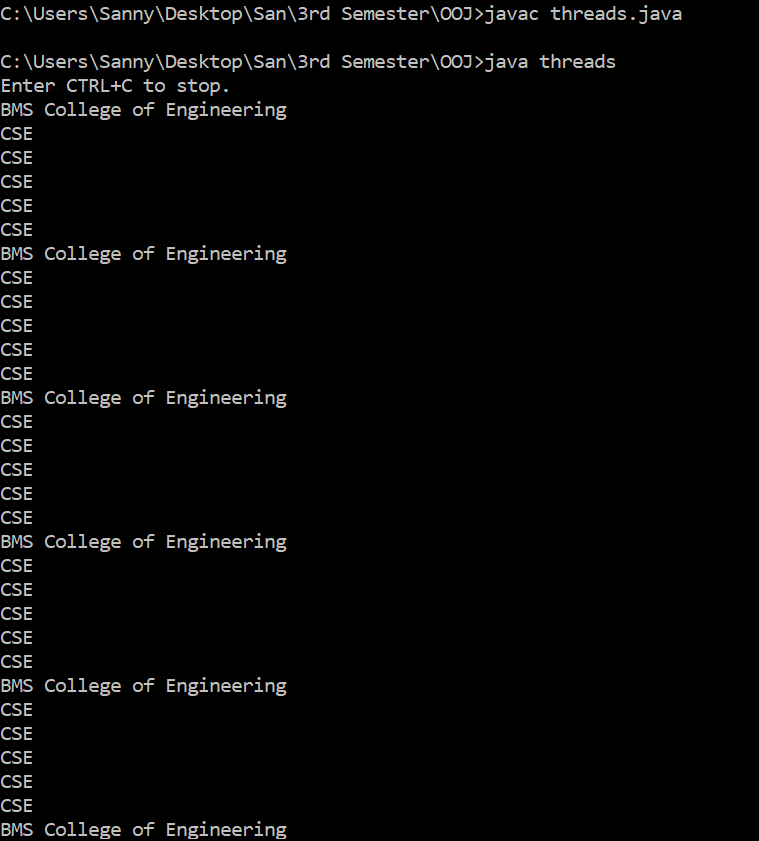 C:\Users\Sanny\Desktop\San\3rd Semester\OOJ>javac threads.java
C:\Users\Sanny\Desktop\San\3rd Semester\OOJ>java threads
Enter CTRL+C to stop.
BMS College of Engineering
CSE
CSE
CSE
CSE
CSE
BMS College of Engineering
CSE
CSE
CSE
CSE
CSE
BMS College of Engineering
CSE
CSE
CSE
CSE
CSE
BMS College of Engineering
CSE
CSE
CSE
CSE
CSE
BMS College of Engineering
CSE
CSE
CSE
CSE
CSE
BMS College of Engineering